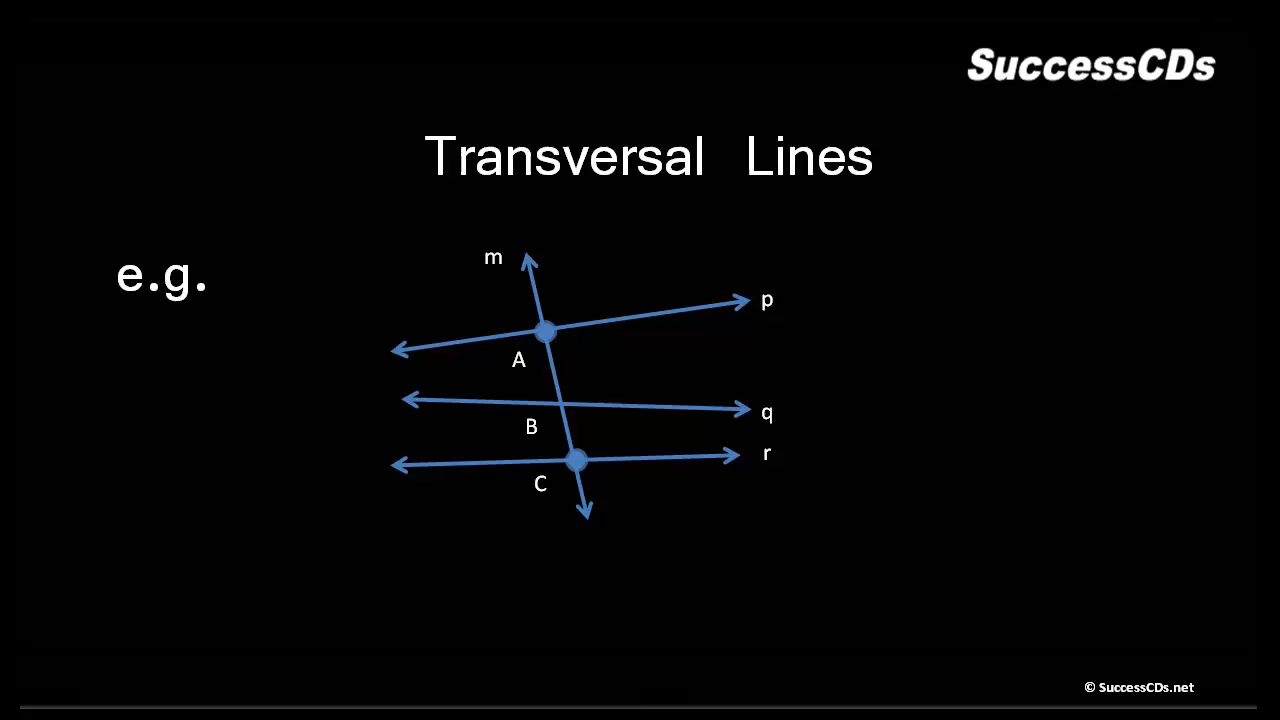 SuccessCDs
Transversal Lines
e.g.
m
p
A
q
B
r
C
© SuccessCDs.net